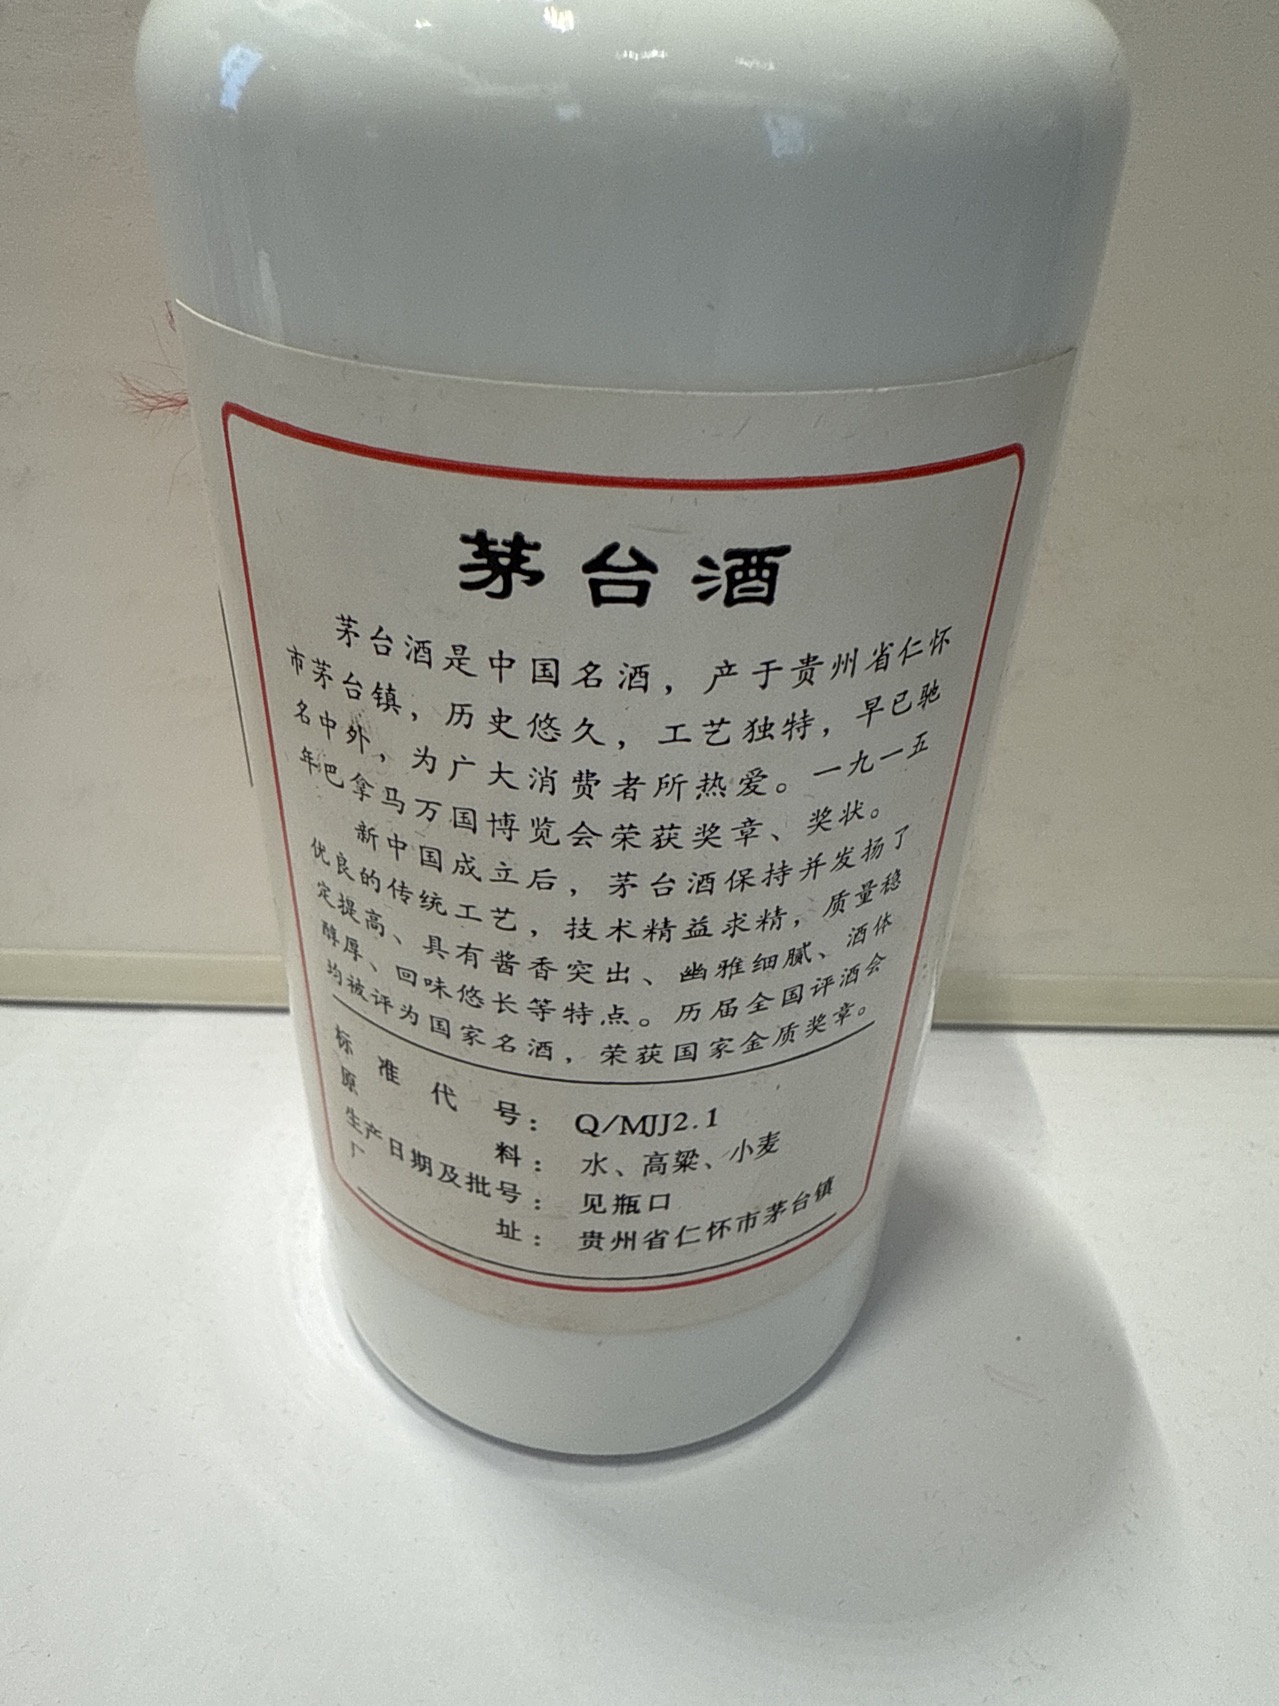 茅台酒
茅台酒是中国名酒，产于贵州省仁怀
市茅台镇，历史悠久，工艺独特，早已驰
名中外，为广大消费者所热爱。一九一五
年巴拿马万国博览会荣获奖章、奖状。
新中国成立后，茅台酒保持并发扬了
优良的传统工艺，技术精益求精，质量稳
定提高、具有酱香突出、幽雅细腻、酒体
醇厚、回味悠长等特点。历届全国评酒会
均被评为国家名酒，荣获国家金质奖章。
标准代号：Q/MJJ2.1
原料：水、高粱、小麦
生产日期及批号：见瓶口
厂址：贵州省仁怀市茅台镇